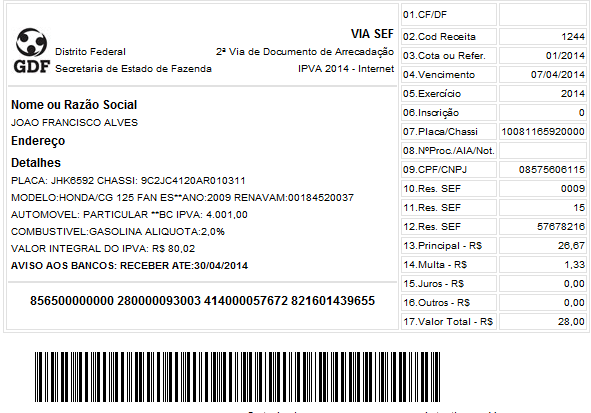 GDF
VIA SEF
Distrito Federal 2ª Via de Documento de Arrecadação
Secretaria de Estado de Fazenda IPVA 2014 - Internet
Nome ou Razão Social
JOAO FRANCISCO ALVES
Endereço
Detalhes
PLACA: JHK6592 CHASSI: 9C2JC4120AR010311
MODELO:HONDA/CG 125 FAN ES**ANO:2009 RENAVAM:00184520037
AUTOMOVEL: PARTICULAR **BC IPVA: 4.001,00
COMBUSTIVEL:GASOLINA ALIQUOTA:2,0%
VALOR INTEGRAL DO IPVA: R$ 80,02
AVISO AOS BANCOS: RECEBER ATE:30/04/2014
856500000000 280000093003 414000057672 821601439655
01.CF/DF
02.Cod Receita 1244
03.Cota ou Refer. 01/2014
04.Vencimento 07/04/2014
05.Exercício 2014
06.Inscrição 0
07.Placa/Chassi 10081165920000
08.NºProc./AIA/Not.
09.CPF/CNPJ 08575606115
10.Res. SEF 0009
11.Res. SEF 15
12.Res. SEF 57678216
13.Principal - R$ 26,67
14.Multa - R$ 1,33
15.Juros - R$ 0,00
16.Outros - R$ 0,00
17.Valor Total - R$ 28,00